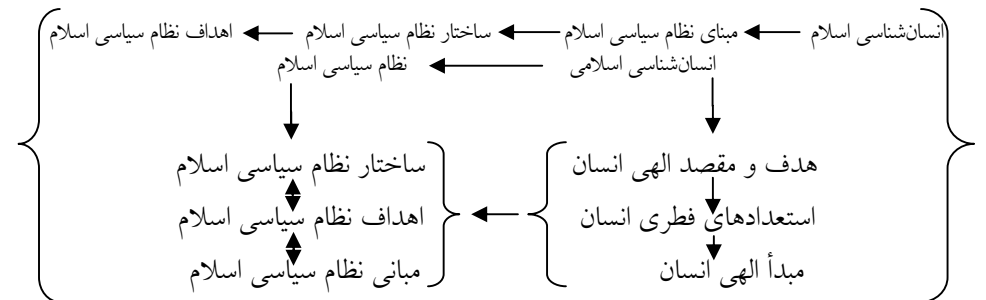 انسان‌شناسی اسلام مبنای نظام سیاسی اسلام ساختار نظام سیاسی اسلام اهداف نظام سیاسی اسلام
انسان‌شناسی اسلامی نظام سیاسی اسلام
هدف و مقصد الهی انسان ساختار نظام سیاسی اسلام
استعدادهای فطری انسان اهداف نظام سیاسی اسلام
مبدأ الهی انسان مبانی نظام سیاسی اسلام